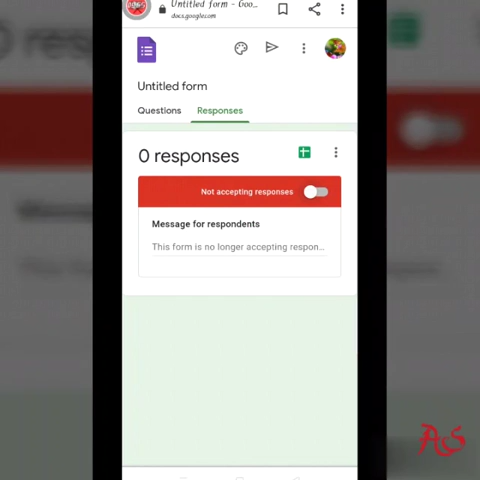 Untitled form - Goo...
docs.google.com
Untitled form
Questions Responses
0 responses
Not accepting responses
Message for respondents
This form is no longer accepting respon...
AS